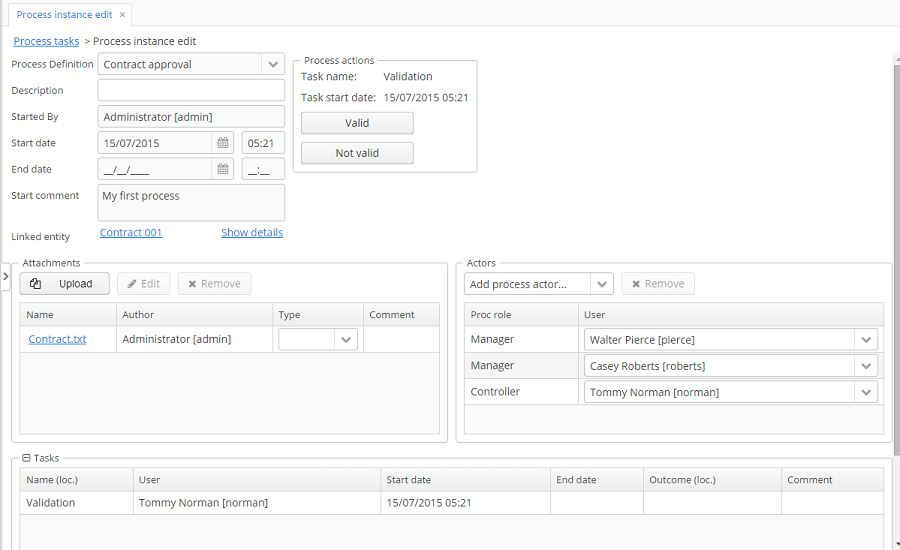 Process instance edit ×
Process tasks > Process instance edit
Process Definition Contract approval
Description
Started By Administrator [admin]
Start date 15/07/2015 05:21
End date __/__/____ __:__
Start comment My first process
Linked entity Contract 001 Show details
Process actions
Task name: Validation
Task start date: 15/07/2015 05:21
Valid
Not valid
Attachments
Upload Edit Remove
Name Author Type Comment
Contract.txt Administrator [admin]
Actors
Add process actor... Remove
Proc role User
Manager Walter Pierce [pierce]
Manager Casey Roberts [roberts]
Controller Tommy Norman [norman]
Tasks
Name (loc.) User Start date End date Outcome (loc.) Comment
Validation Tommy Norman [norman] 15/07/2015 05:21